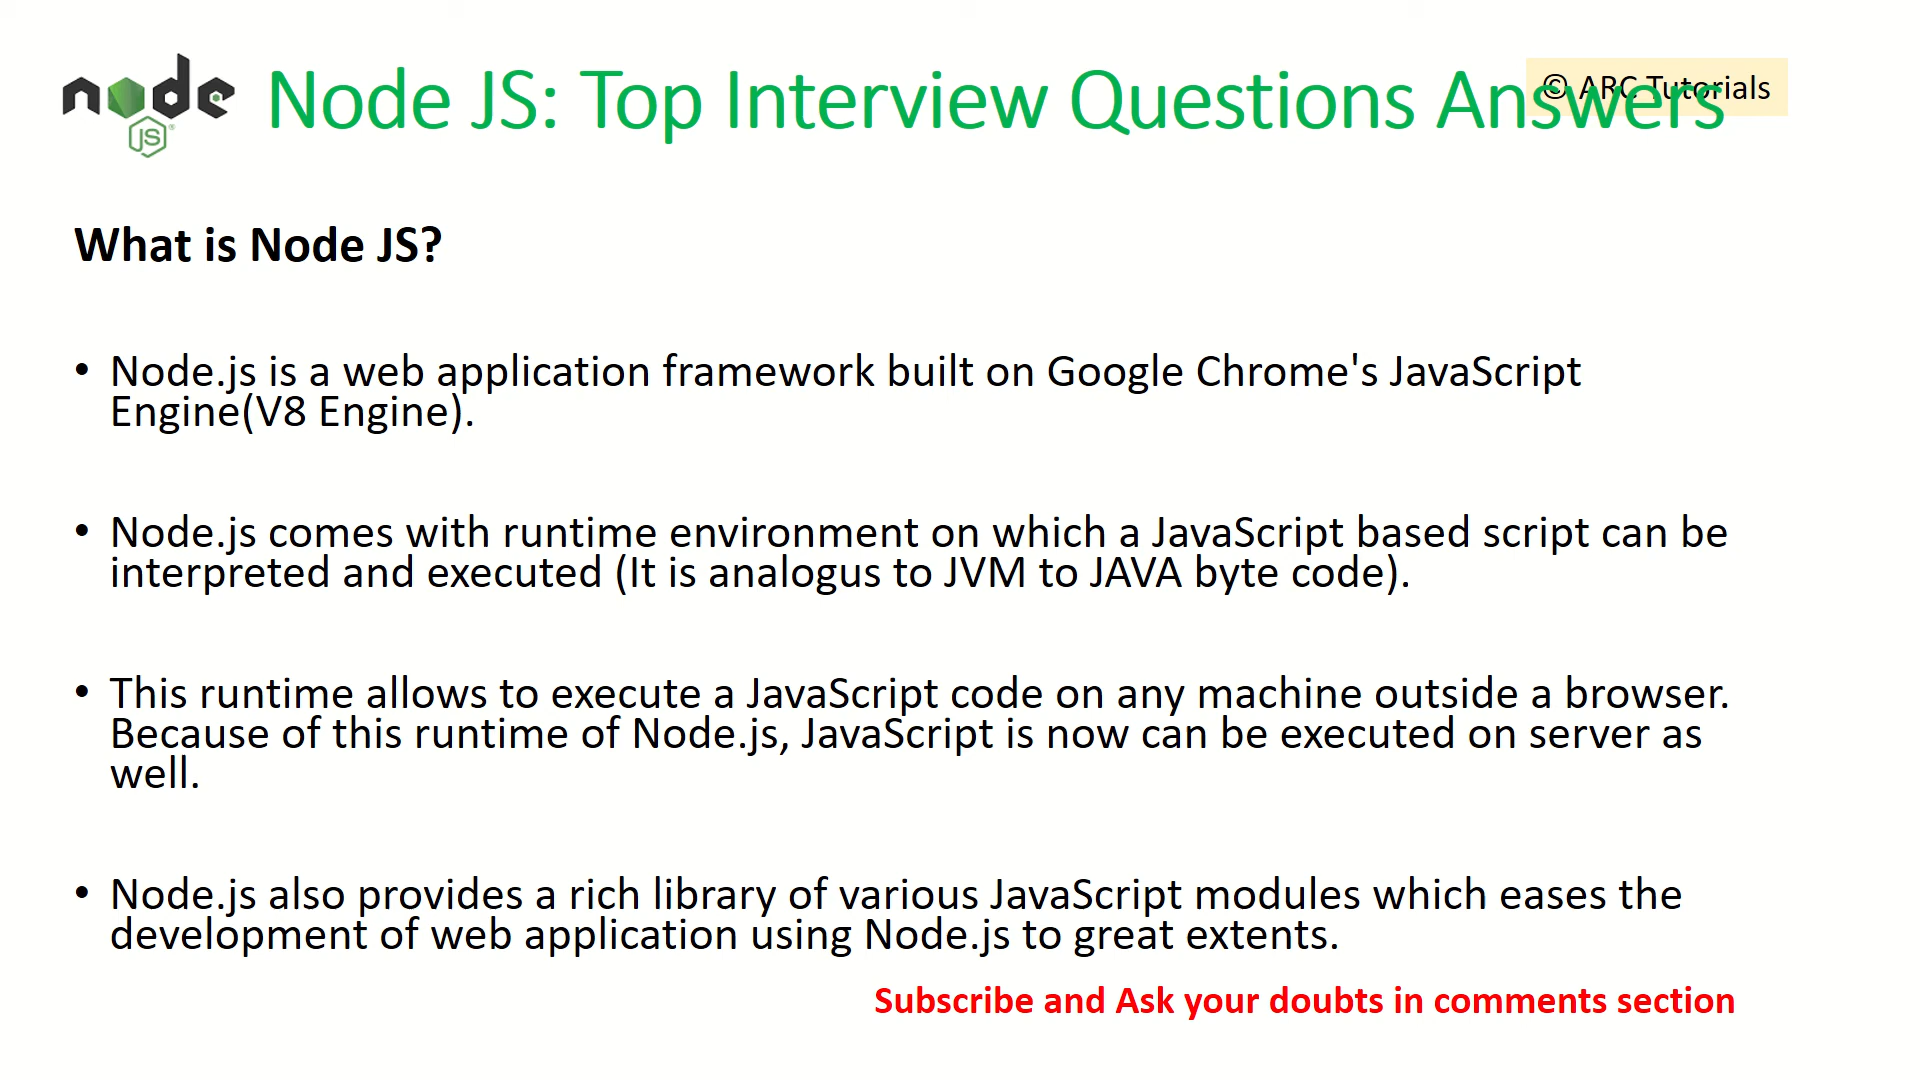 node
JS
Node JS: Top Interview Questions Answers
© ARC Tutorials
What is Node JS?
• Node.js is a web application framework built on Google Chrome's JavaScript
Engine(V8 Engine).
• Node.js comes with runtime environment on which a JavaScript based script can be
interpreted and executed (It is analogus to JVM to JAVA byte code).
• This runtime allows to execute a JavaScript code on any machine outside a browser.
Because of this runtime of Node.js, JavaScript is now can be executed on server as
well.
• Node.js also provides a rich library of various JavaScript modules which eases the
development of web application using Node.js to great extents.
Subscribe and Ask your doubts in comments section